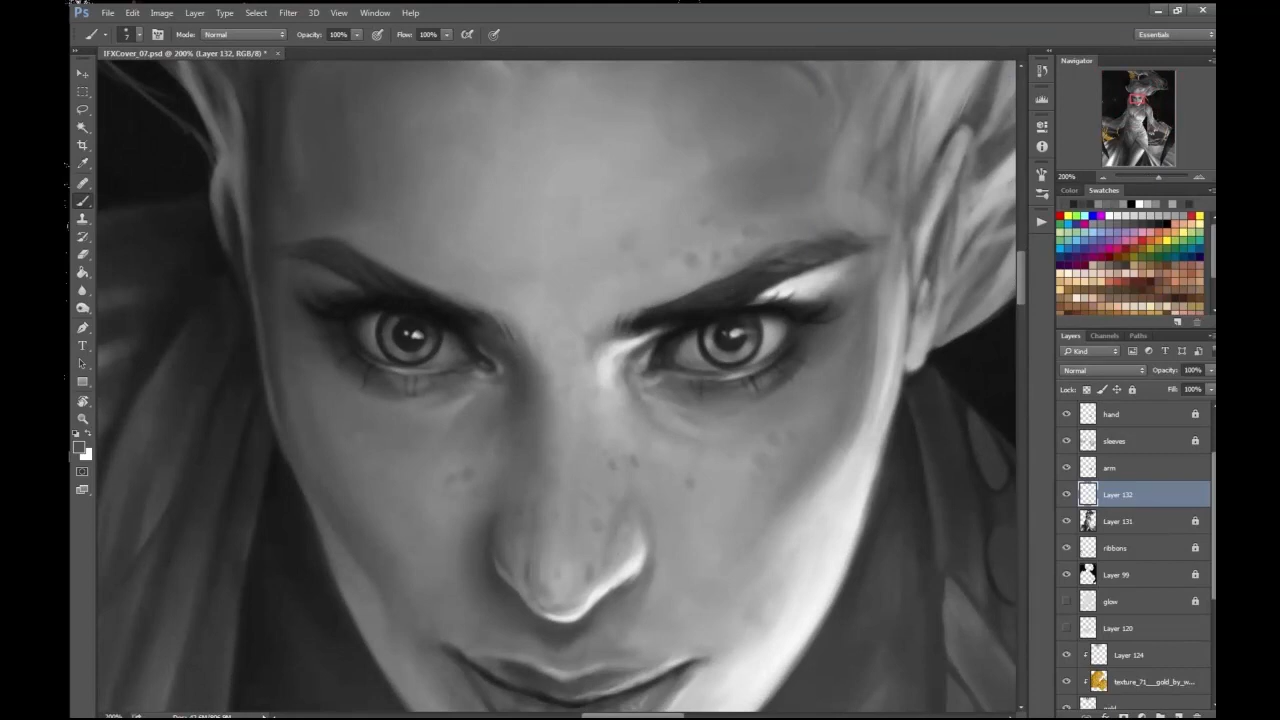 Ps File Edit Image Layer Type Select Filter 3D View Window Help
7 Mode: Normal Opacity: 100% Flow: 100% Essentials
IFXCover_07.psd @ 200% (Layer 132, RGB/8) * ×
Navigator
200%
Color Swatches
Layers Channels Paths
Kind
Normal Opacity: 100%
Lock: Fill: 100%
hand
sleeves
arm
Layer 132
Layer 131
ribbons
Layer 99
glow
Layer 120
Layer 124
texture_71___gold_by_w...
200%